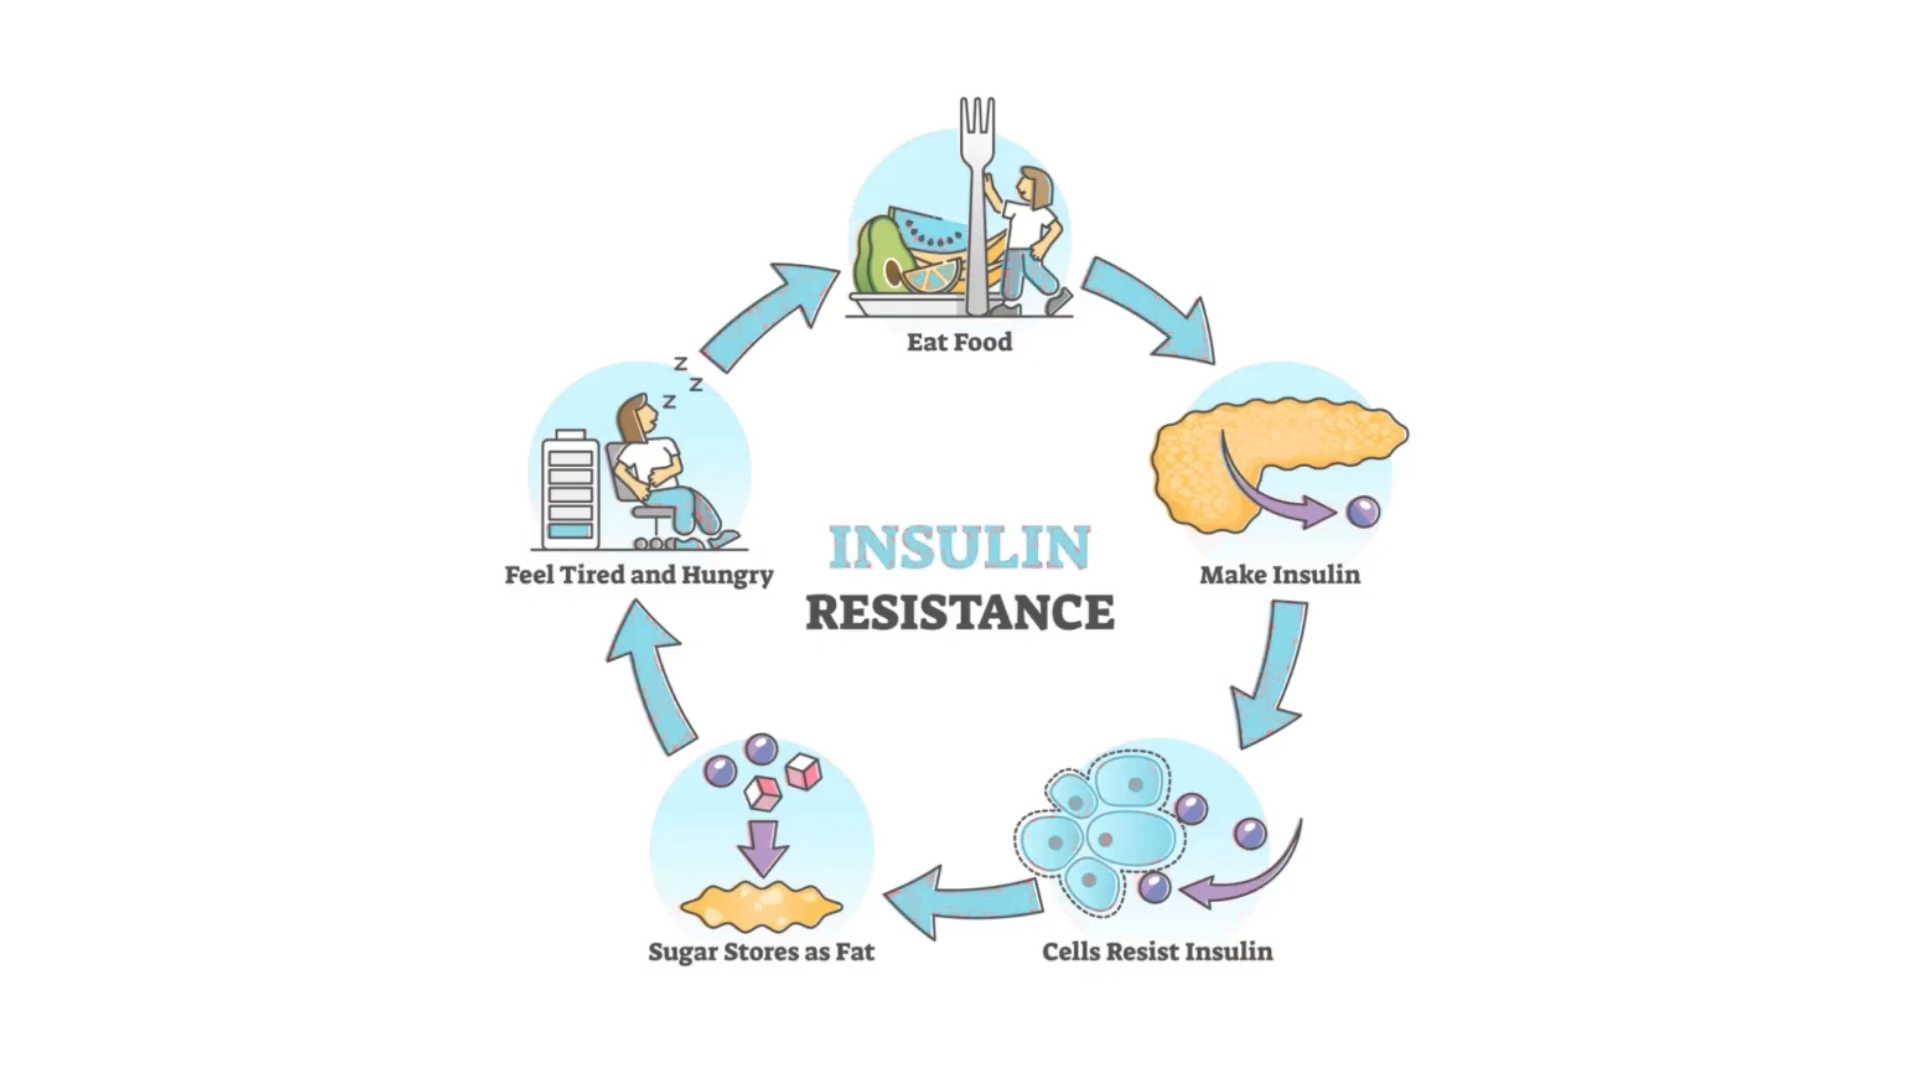 Eat Food
Make Insulin
Cells Resist Insulin
Sugar Stores as Fat
Feel Tired and Hungry
z
z
z
INSULIN
RESISTANCE